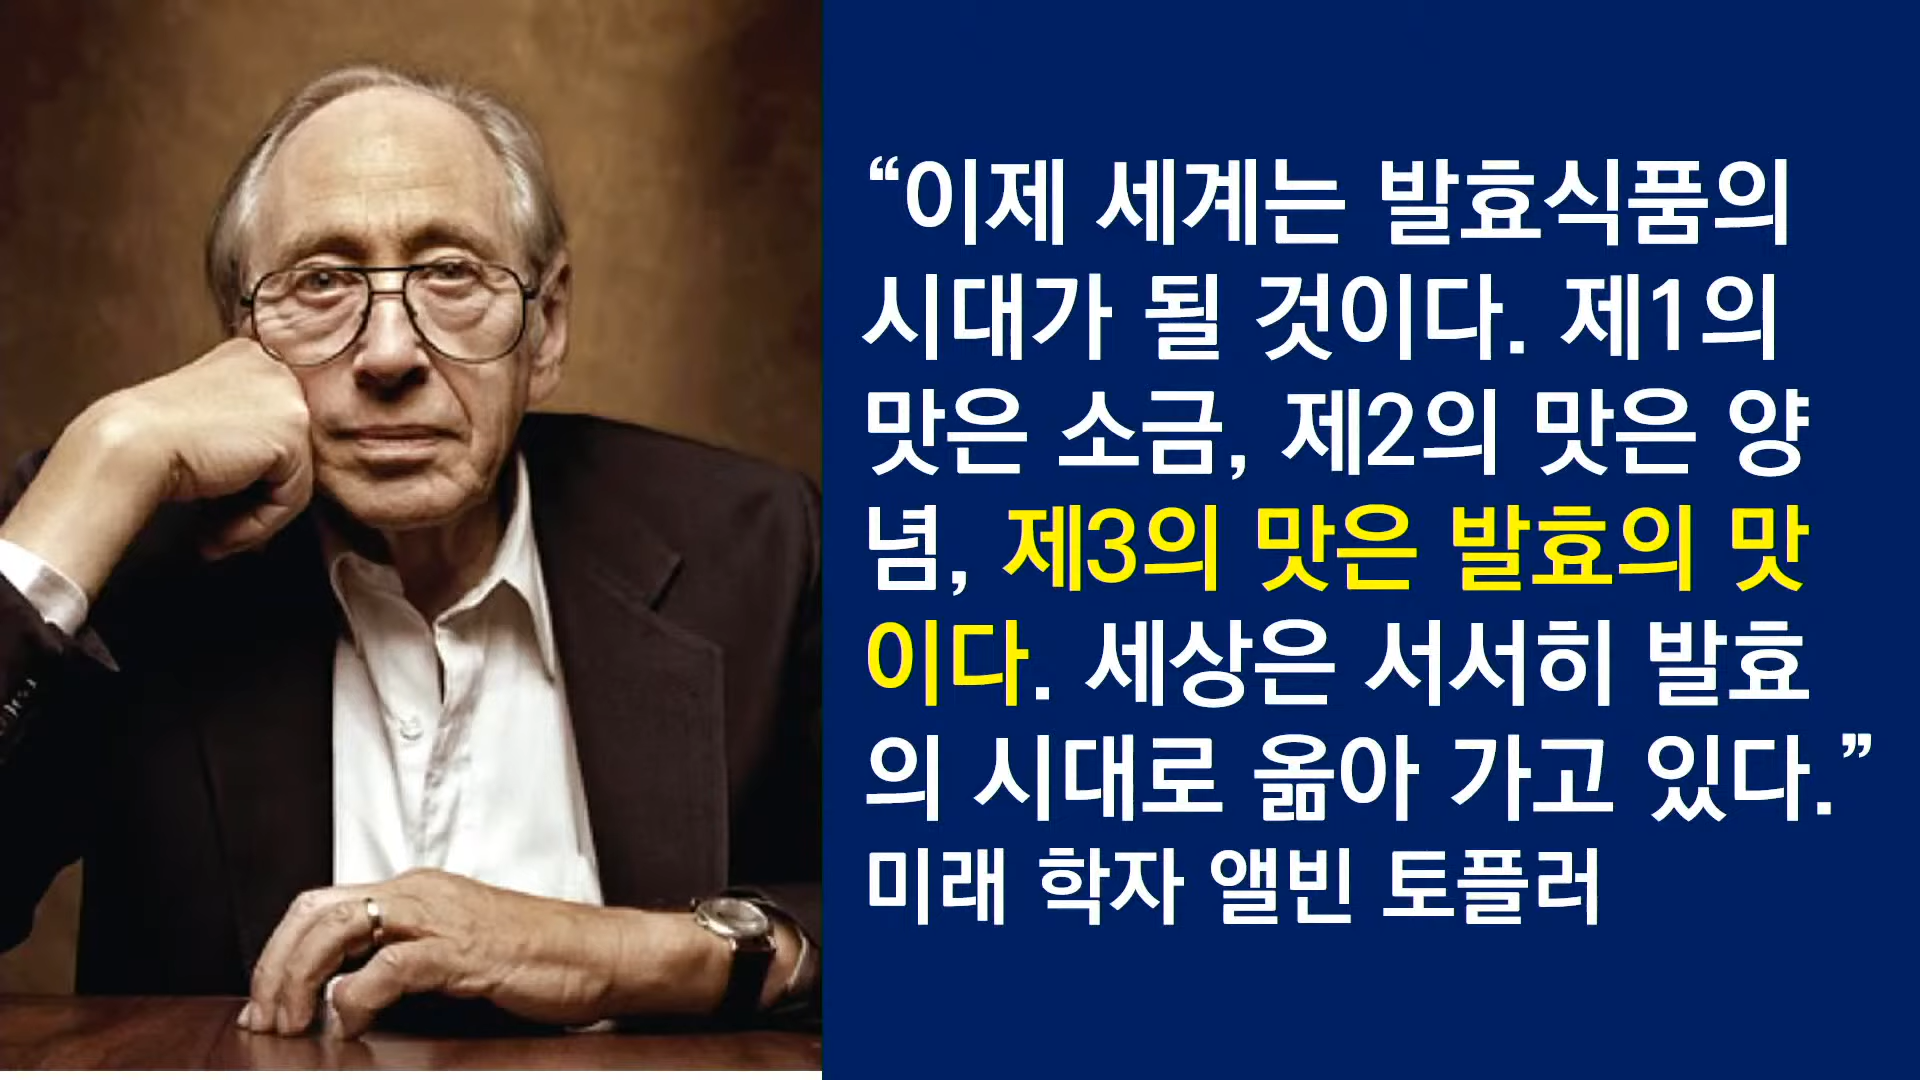 “이제 세계는 발효식품의
시대가 될 것이다. 제1의
맛은 소금, 제2의 맛은 양
념, 제3의 맛은 발효의 맛
이다. 세상은 서서히 발효
의 시대로 옮아 가고 있다.”
미래 학자 앨빈 토플러